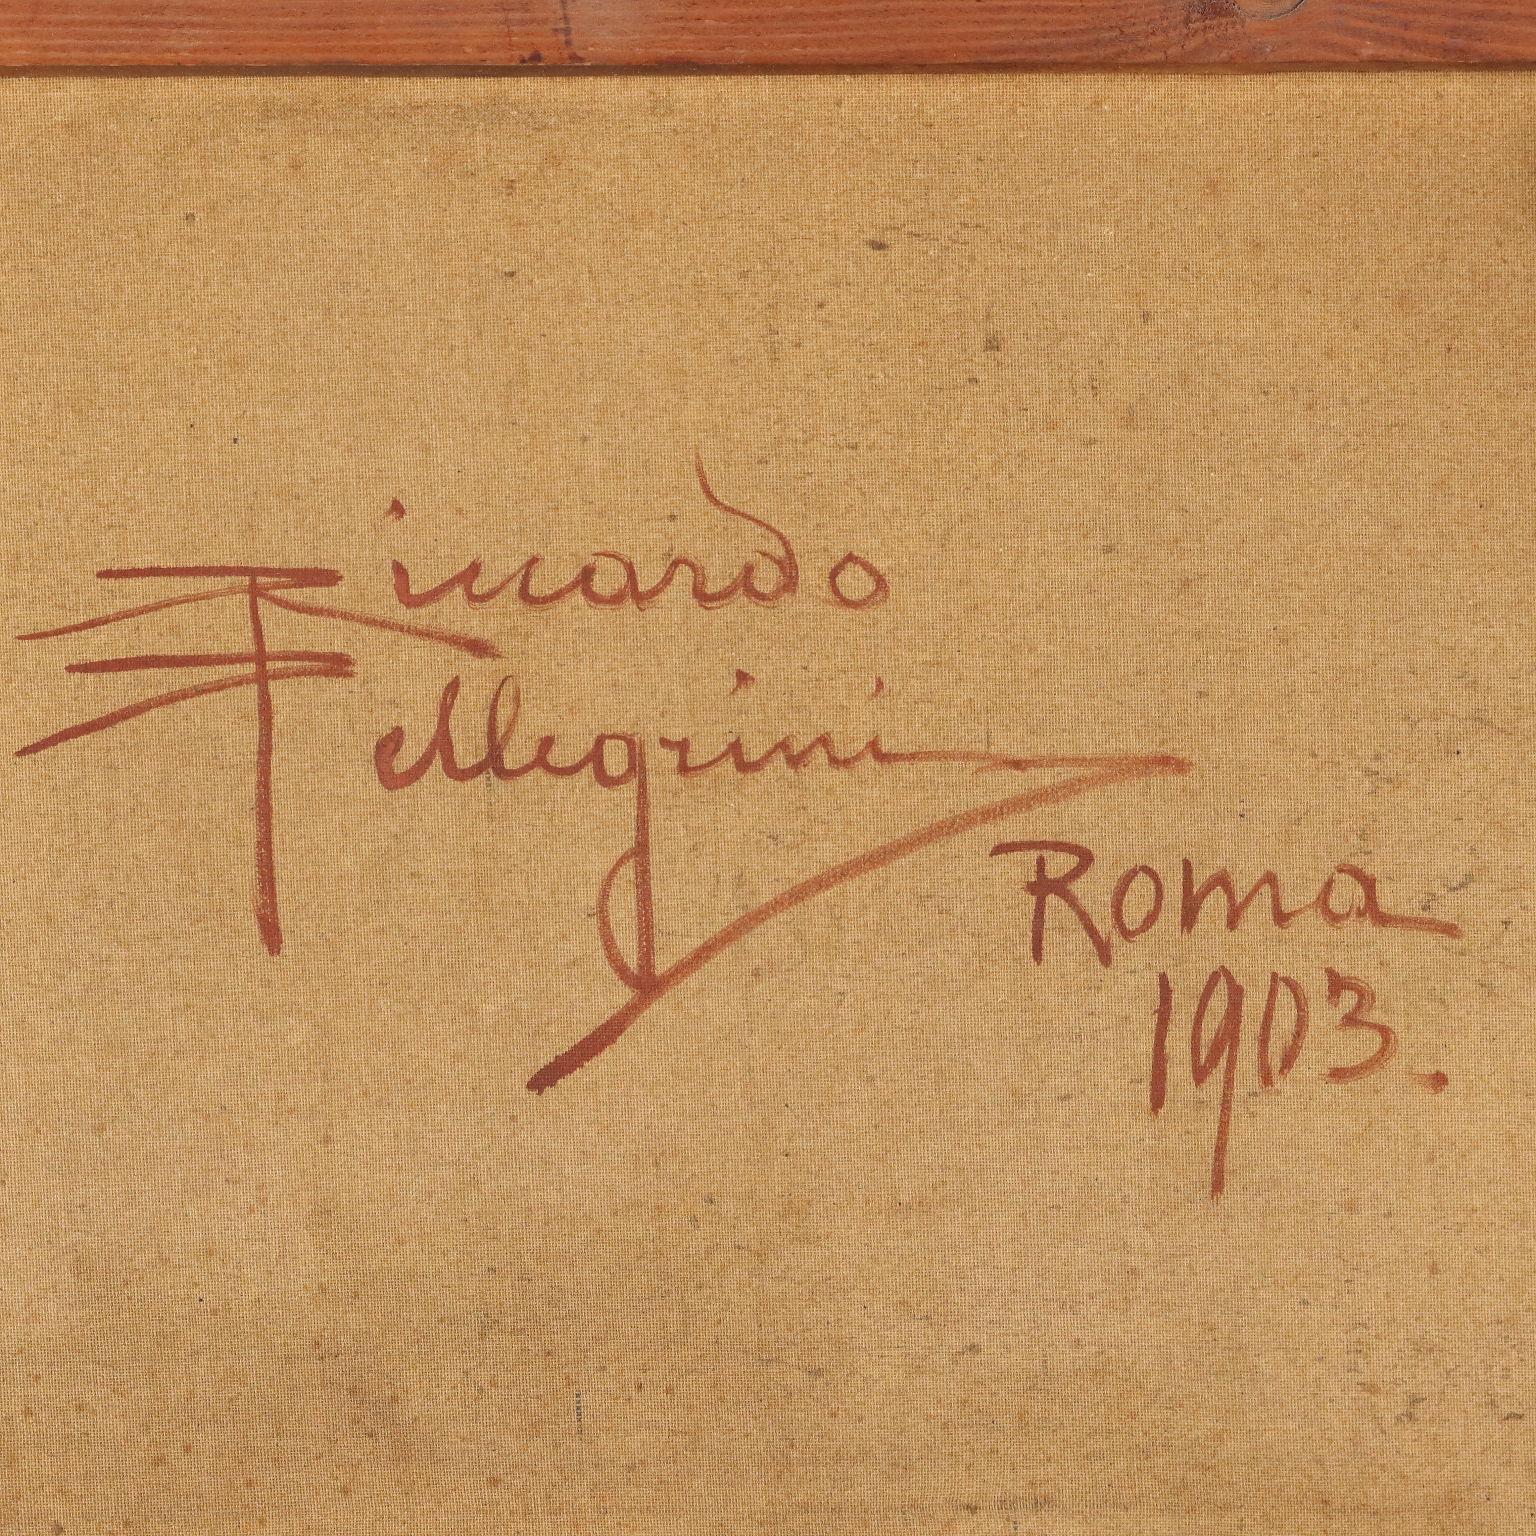 Riccardo
Pellegrini
Roma
1903.